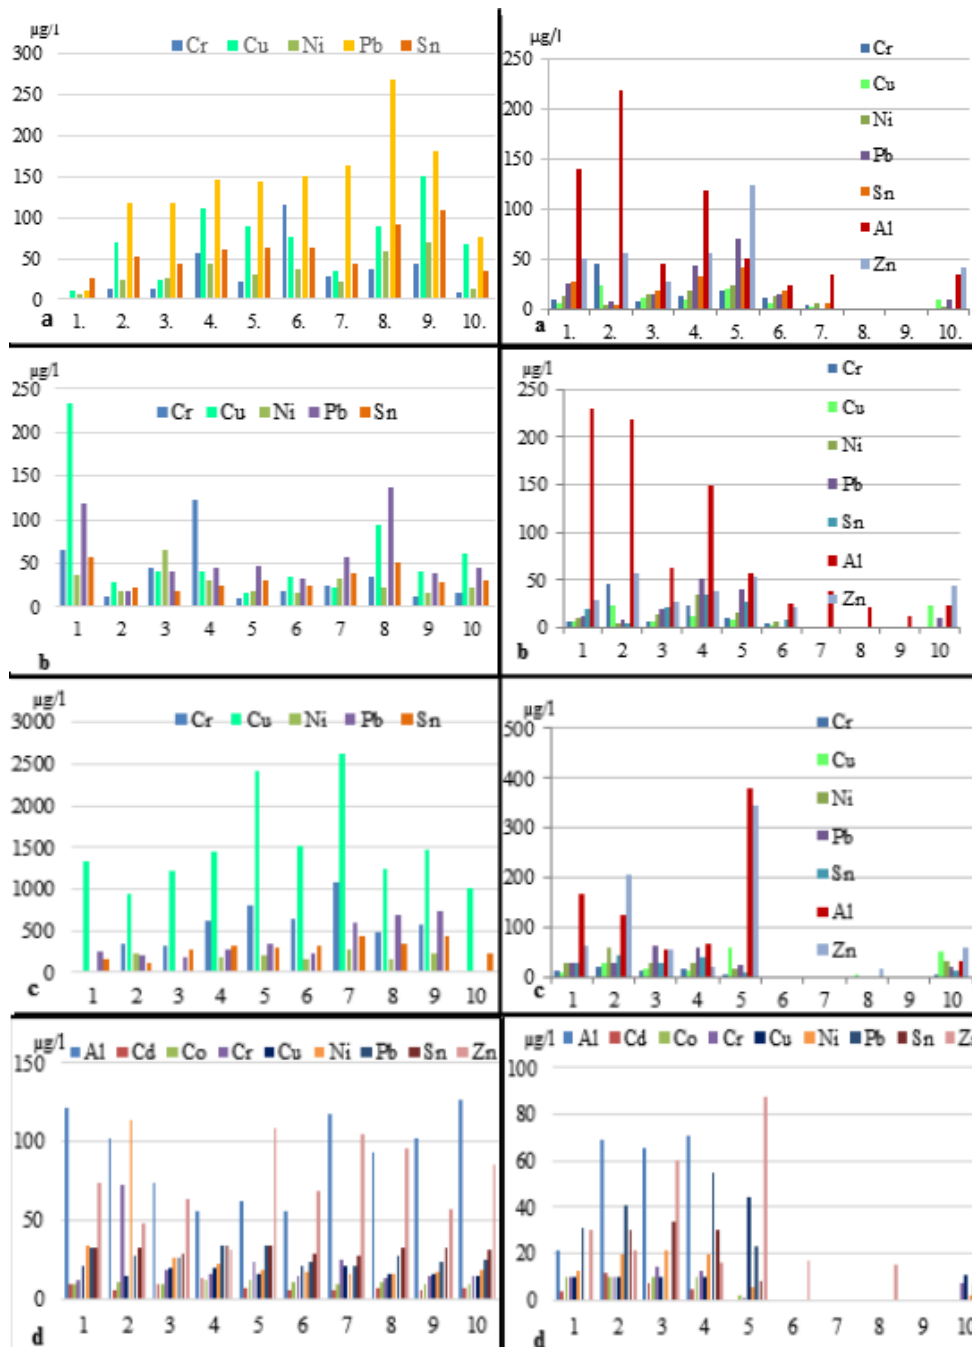 µg/l
Cr Cu Ni Pb Sn
300
250
200
150
100
50
0
1. 2. 3. 4. 5. 6. 7. 8. 9. 10.
a
µg/l
250
200
150
100
50
0
Cr
Cu
Ni
Pb
Sn
Al
Zn
1. 2. 3. 4. 5. 6. 7. 8. 9. 10.
a
µg/l
250
200
150
100
50
0
Cr Cu Ni Pb Sn
1 2 3 4 5 6 7 8 9 10
b
µg/l
250
200
150
100
50
0
Cr
Cu
Ni
Pb
Sn
Al
Zn
1 2 3 4 5 6 7 8 9 10
b
µg/l
3000
2500
2000
1500
1000
500
0
Cr Cu Ni Pb Sn
1 2 3 4 5 6 7 8 9 10
c
µg/l
500
400
300
200
100
0
Cr
Cu
Ni
Pb
Sn
Al
Zn
1 2 3 4 5 6 7 8 9 10
c
µg/l
Al Cd Co Cr Cu Ni Pb Sn Zn
150
100
50
0
1 2 3 4 5 6 7 8 9 10
d
µg/l
Al Cd Co Cr Cu Ni Pb Sn Z
100
80
60
40
20
0
1 2 3 4 5 6 7 8 9 10
d